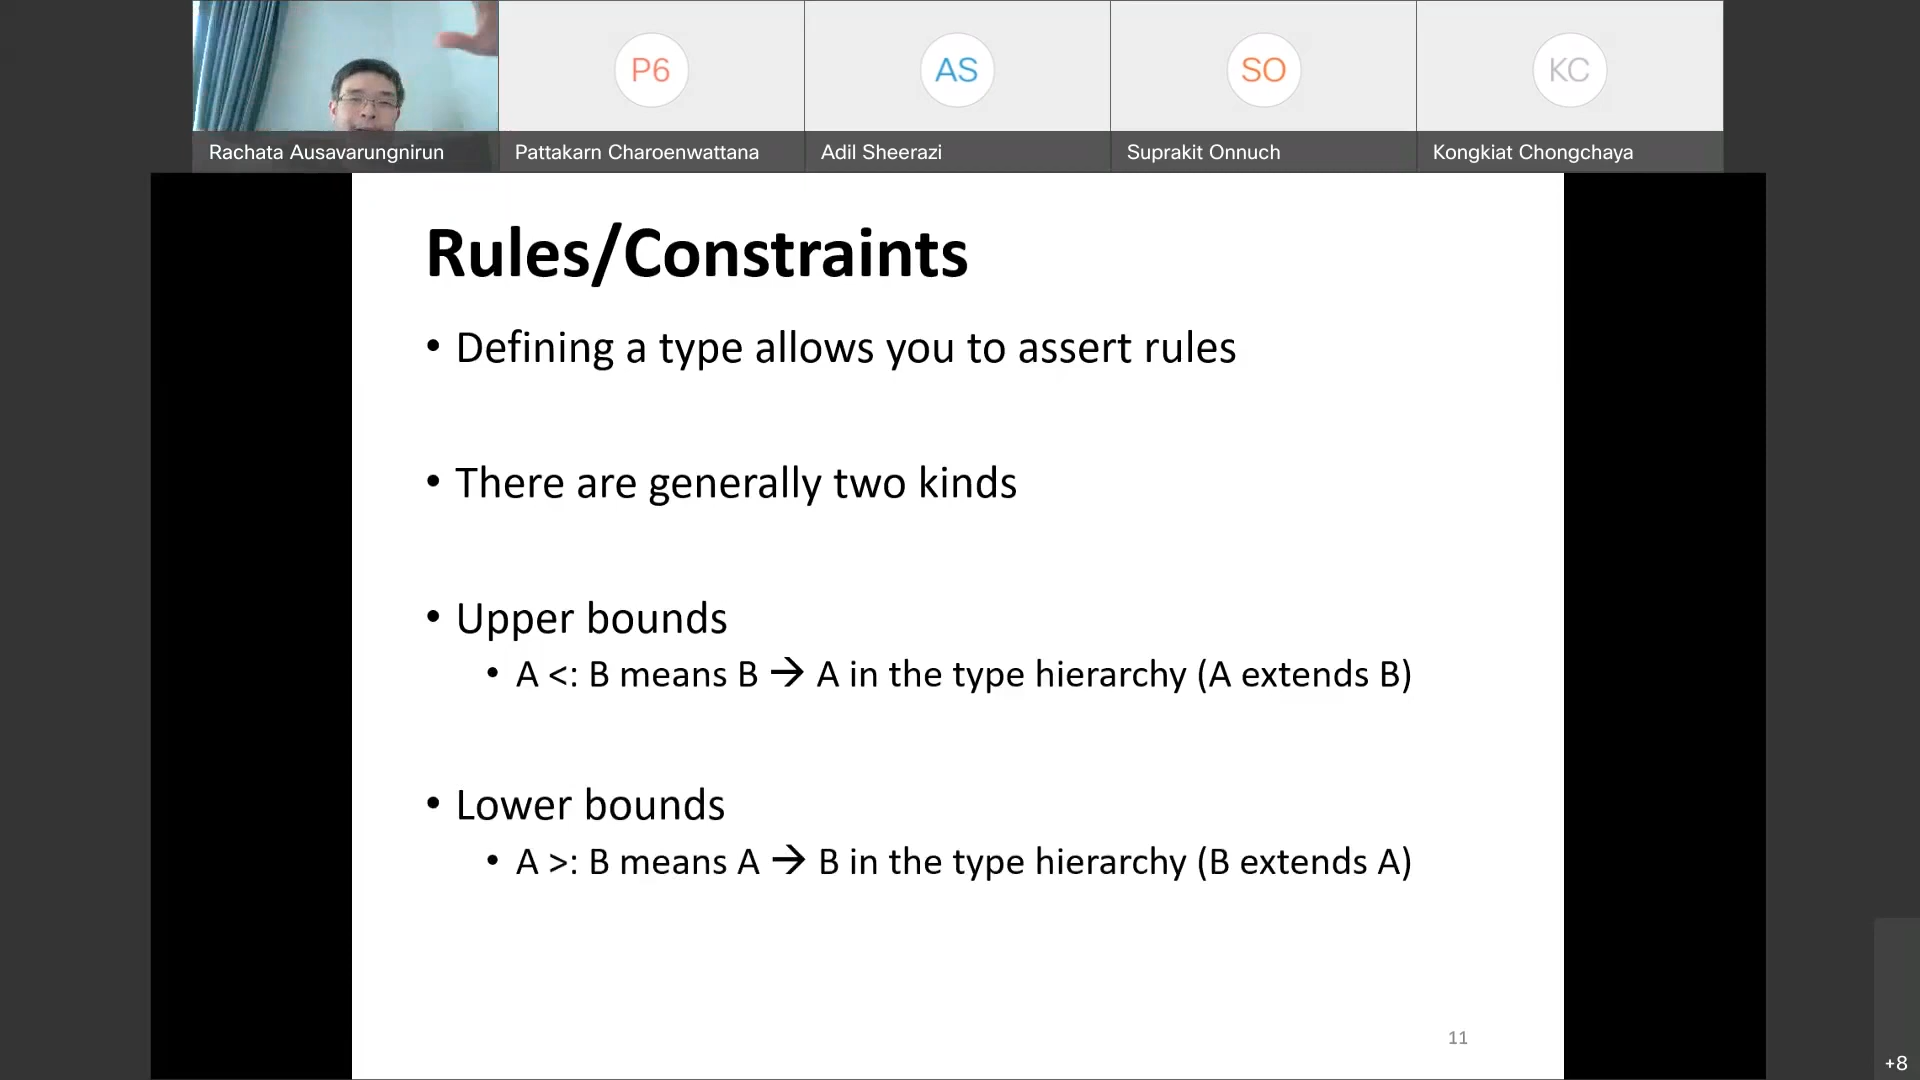 P6
AS
SO
KC
Rachata Ausavarungnirun
Pattakarn Charoenwattana
Adil Sheerazi
Suprakit Onnuch
Kongkiat Chongchaya
Rules/Constraints
• Defining a type allows you to assert rules
• There are generally two kinds
• Upper bounds
• A <: B means B → A in the type hierarchy (A extends B)
• Lower bounds
• A >: B means A → B in the type hierarchy (B extends A)
11
+8